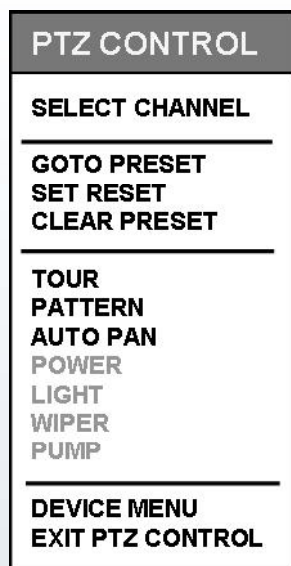 PTZ CONTROL
SELECT CHANNEL
GOTO PRESET
SET RESET
CLEAR PRESET
TOUR
PATTERN
AUTO PAN
POWER
LIGHT
WIPER
PUMP
DEVICE MENU
EXIT PTZ CONTROL